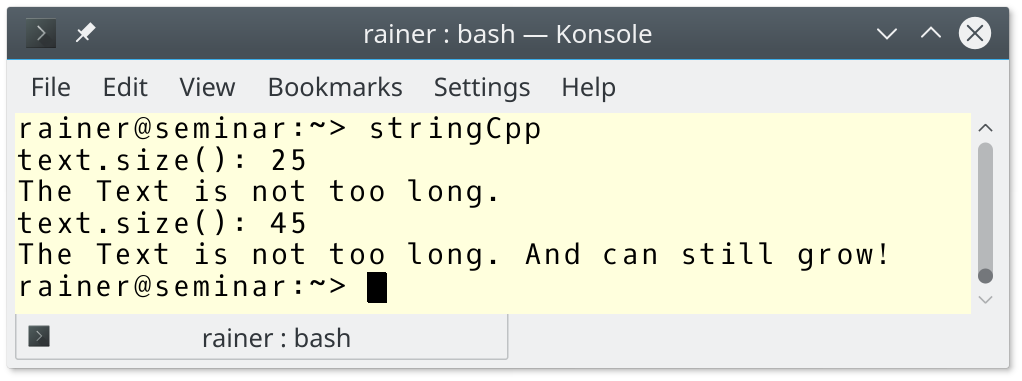 rainer : bash — Konsole
File Edit View Bookmarks Settings Help
rainer@seminar:~> stringCpp
text.size(): 25
The Text is not too long.
text.size(): 45
The Text is not too long. And can still grow!
rainer@seminar:~>
rainer : bash